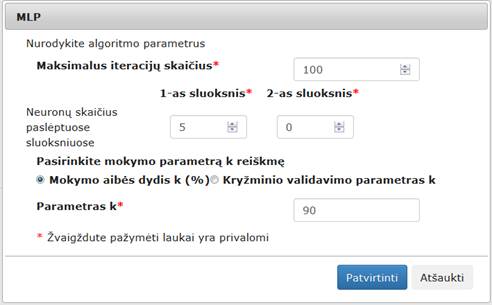 MLP
Nurodykite algoritmo parametrus
Maksimalus iteracijų skaičius* 100
1-as sluoksnis* 2-as sluoksnis*
Neuronų skaičius
paslėptuose
sluoksniuose
5 0
Pasirinkite mokymo parametrą k reiškmę
Mokymo aibės dydis k (%) Kryžminio validavimo parametras k
Parametras k* 90
* Žvaigždute pažymėti laukai yra privalomi
Patvirtinti Atšaukti